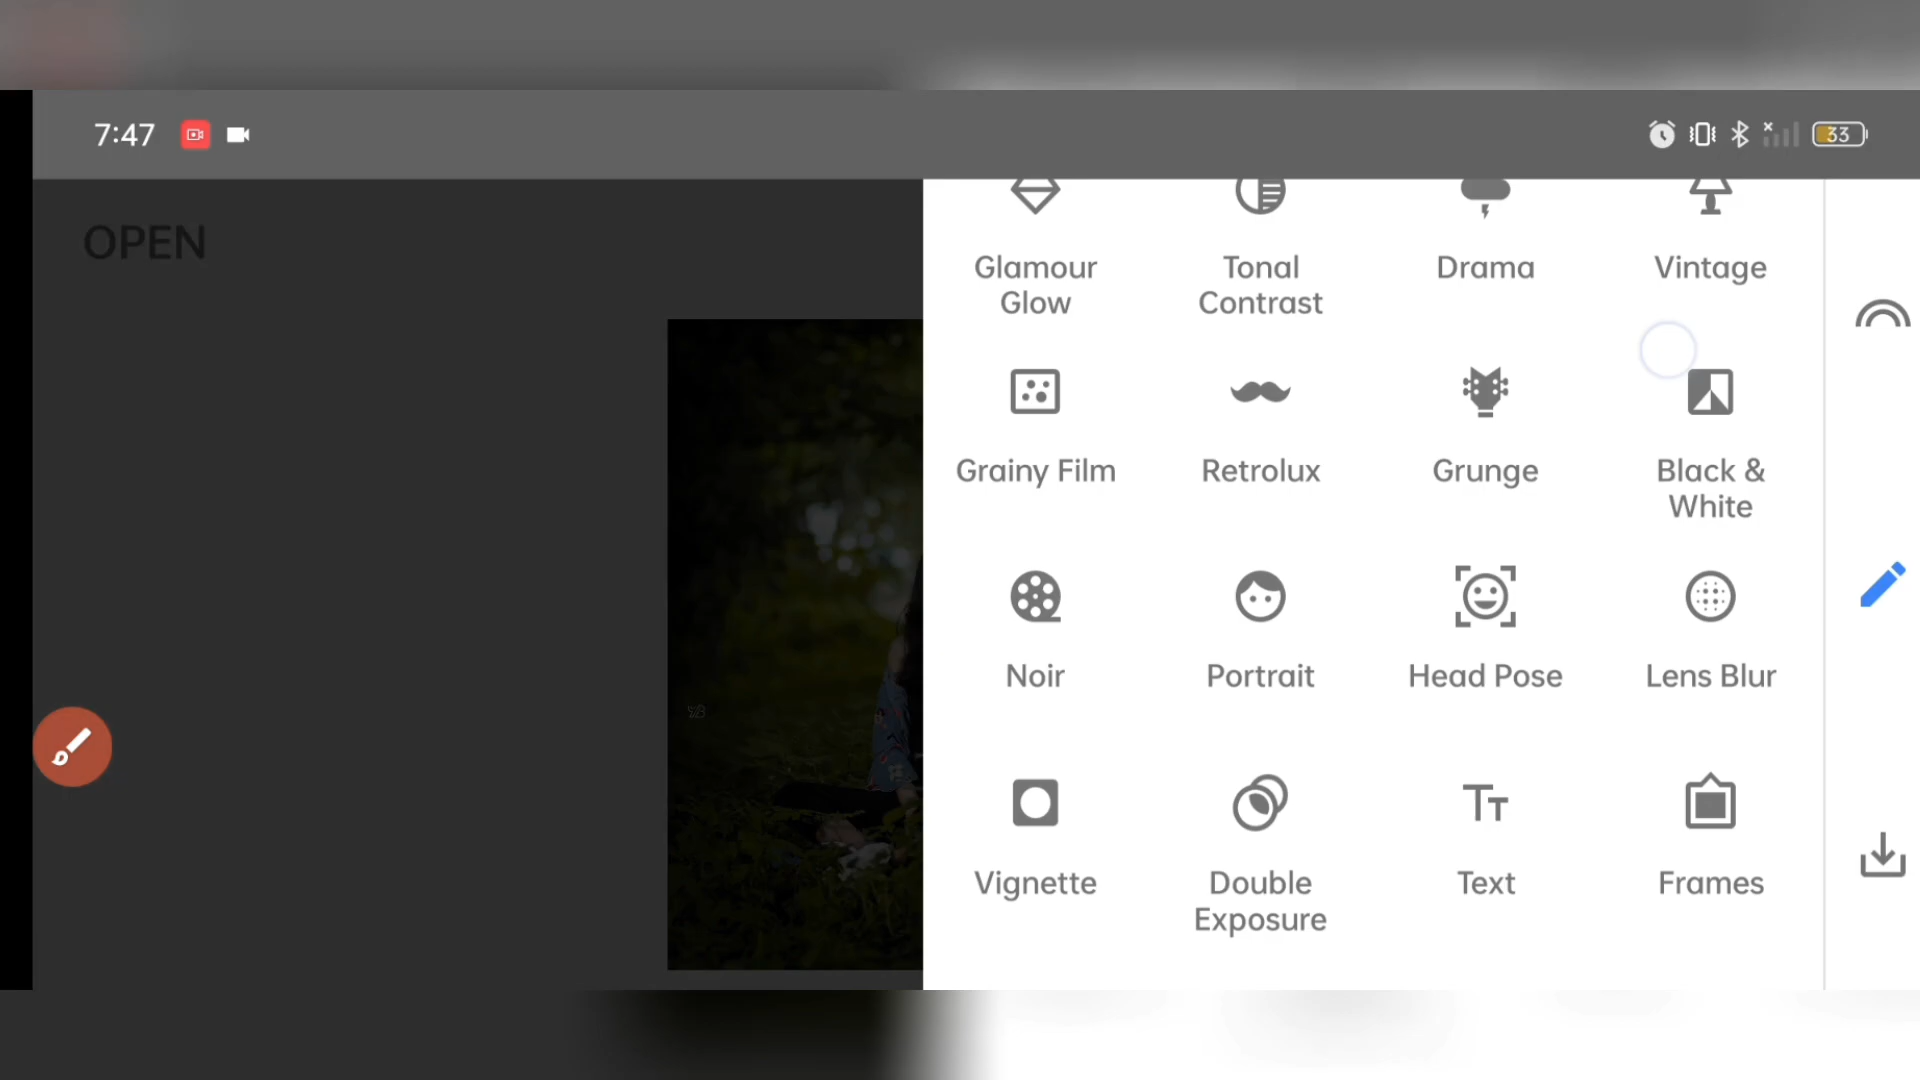 7:47
33
OPEN
Glamour
Glow
Tonal
Contrast
Drama
Vintage
Grainy Film
Retrolux
Grunge
Black &
White
Noir
Portrait
Head Pose
Lens Blur
Vignette
Double
Exposure
Text
Frames